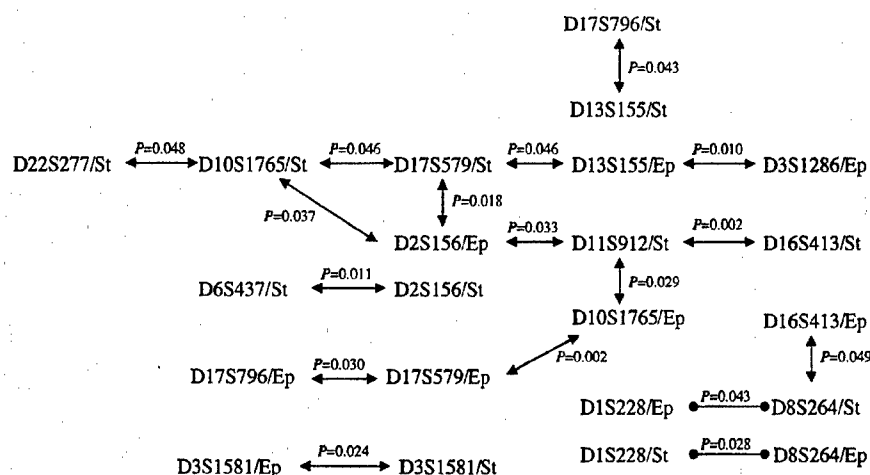 D17S796/St
P=0.043
D13S155/St
P=0.048 P=0.046 P=0.046 P=0.010
D22S277/St D10S1765/St D17S579/St D13S155/Ep D3S1286/Ep
P=0.018
P=0.037
P=0.033 P=0.002
D2S156/Ep D11S912/St D16S413/St
P=0.011
D6S437/St D2S156/St
P=0.029
D10S1765/Ep D16S413/Ep
P=0.002 P=0.049
P=0.030
D17S796/Ep D17S579/Ep
P=0.043
D1S228/Ep D8S264/St
P=0.024 P=0.028
D3S1581/Ep D3S1581/St D1S228/St D8S264/Ep